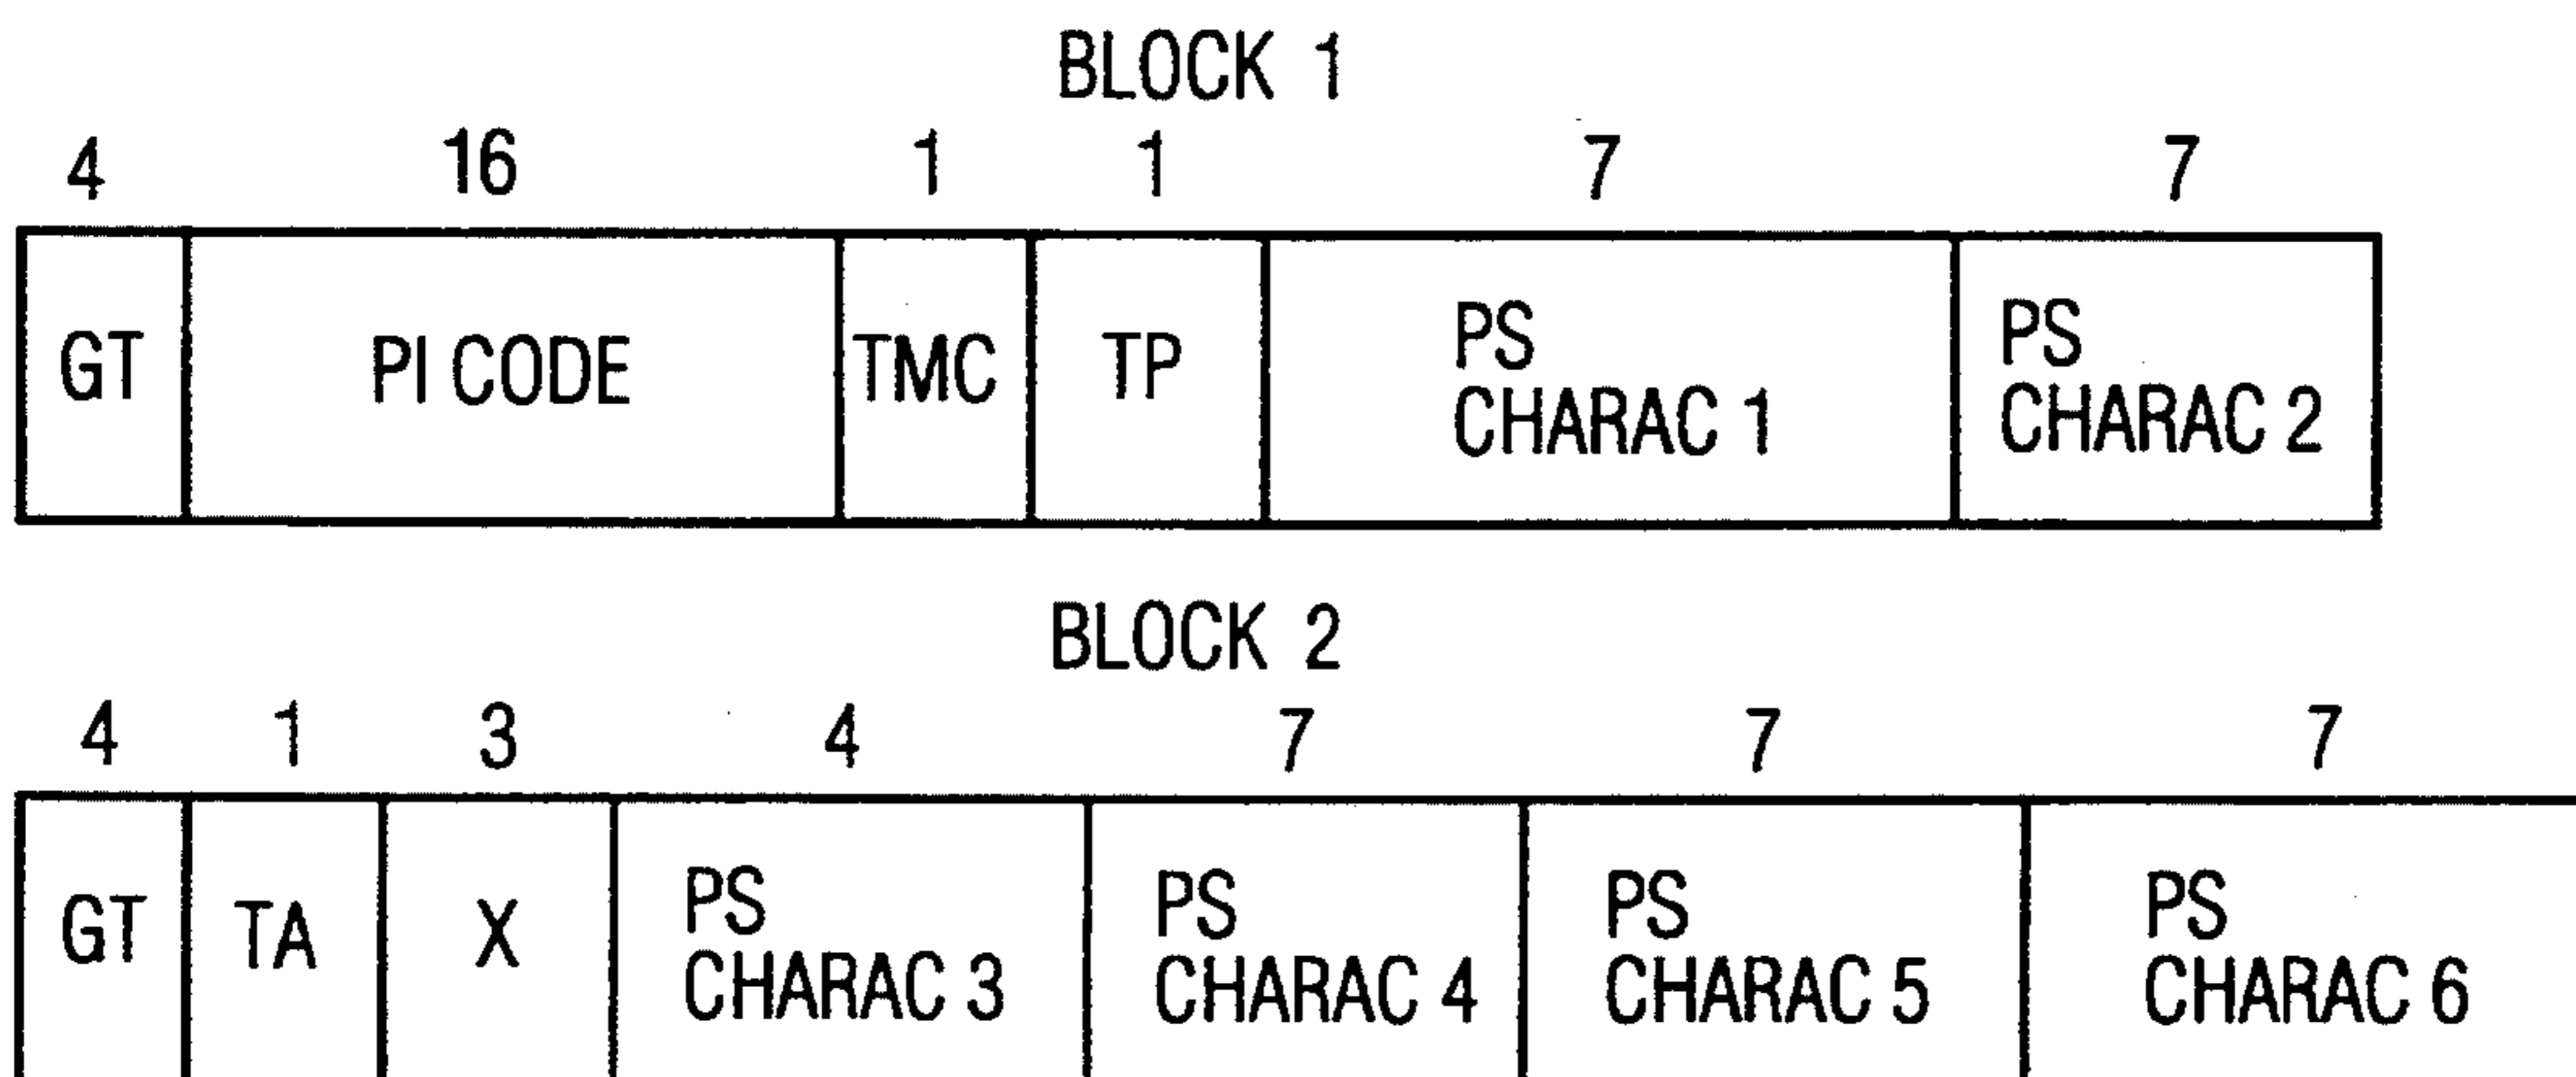 BLOCK 1
4 16 1 1 7 7
GT PI CODE TMC TP PS CHARAC 1 PS CHARAC 2
BLOCK 2
4 1 3 4 7 7 7
GT TA X PS CHARAC 3 PS CHARAC 4 PS CHARAC 5 PS CHARAC 6